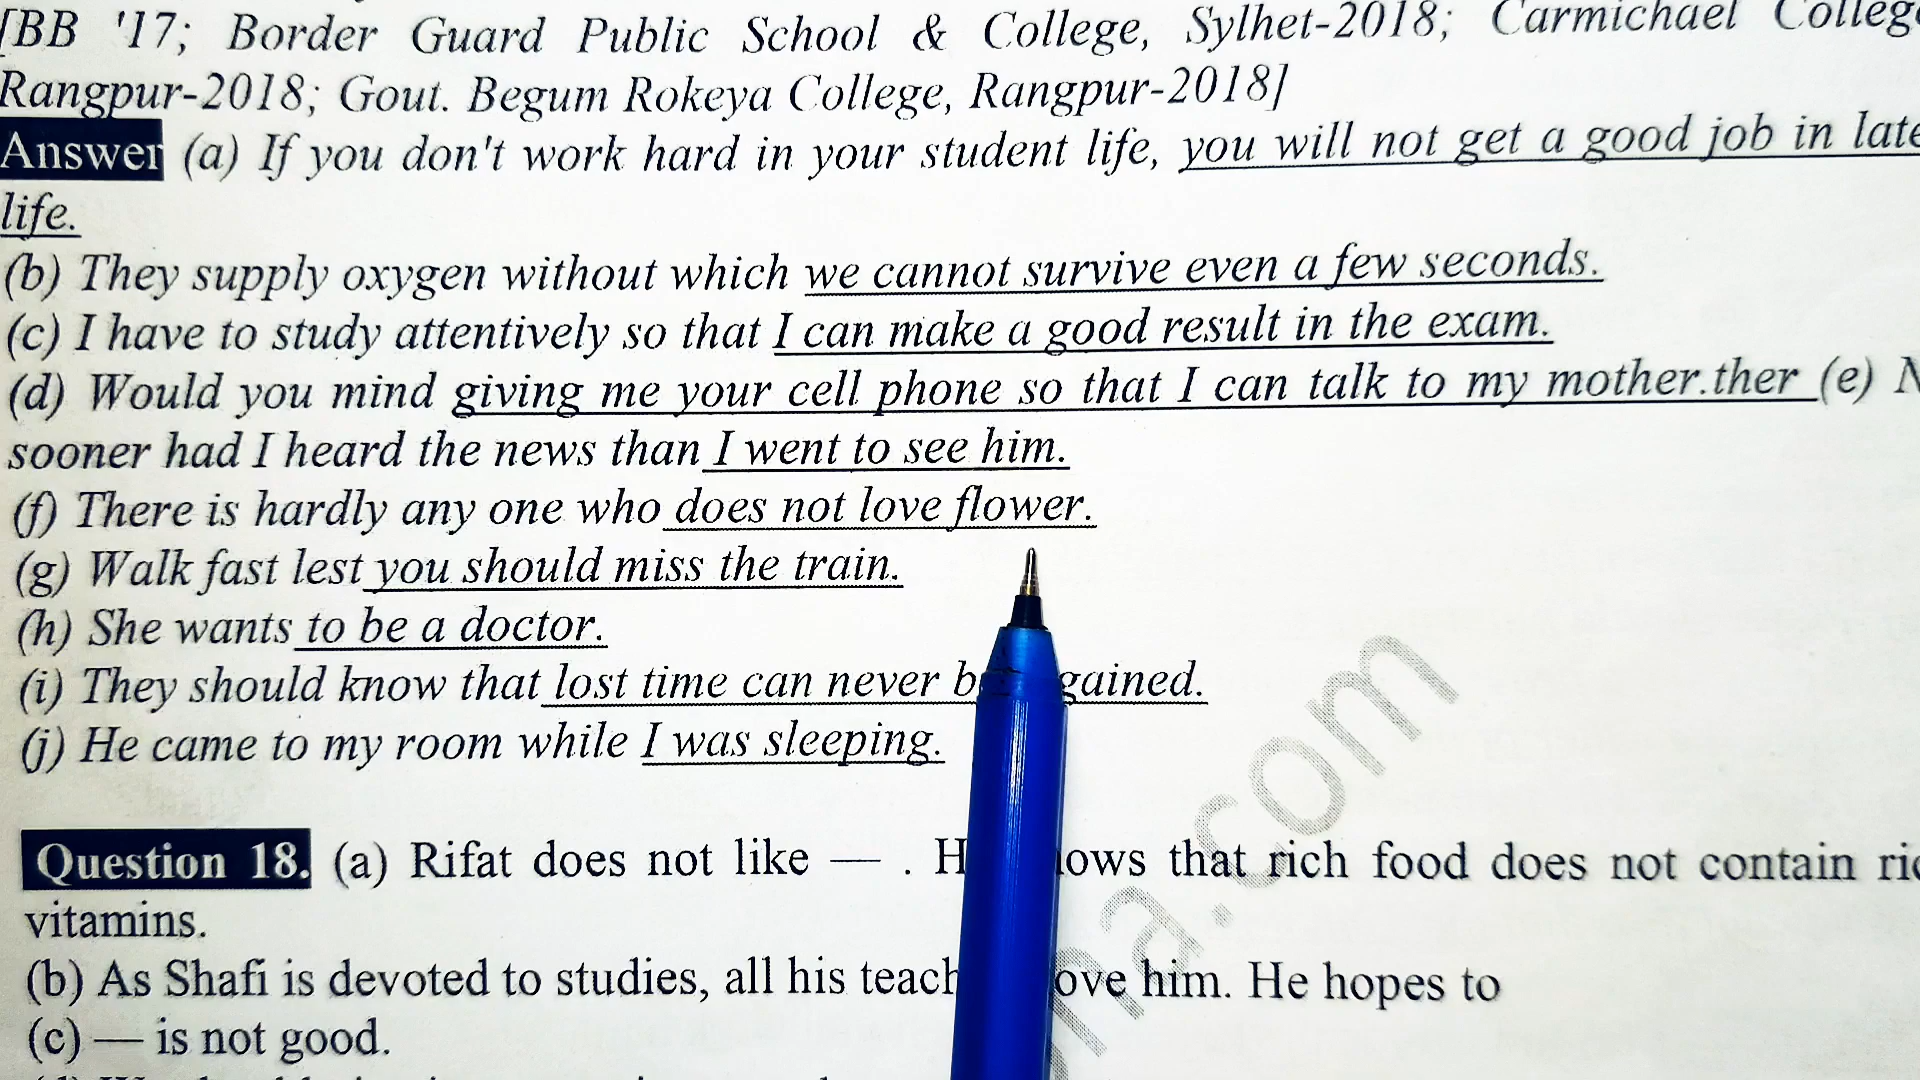 [BB '17; Border Guard Public School & College, Sylhet-2018; Carmichael College
Rangpur-2018; Gout. Begum Rokeya College, Rangpur-2018]
Answer (a) If you don't work hard in your student life, you will not get a good job in late
life.
(b) They supply oxygen without which we cannot survive even a few seconds.
(c) I have to study attentively so that I can make a good result in the exam.
(d) Would you mind giving me your cell phone so that I can talk to my mother.ther (e) N
sooner had I heard the news than I went to see him.
(f) There is hardly any one who does not love flower.
(g) Walk fast lest you should miss the train.
(h) She wants to be a doctor.
(i) They should know that lost time can never b gained.
(j) He came to my room while I was sleeping.
Question 18. (a) Rifat does not like — . H ows that rich food does not contain ric
vitamins.
(b) As Shafi is devoted to studies, all his teach ove him. He hopes to
(c) — is not good.
na.com